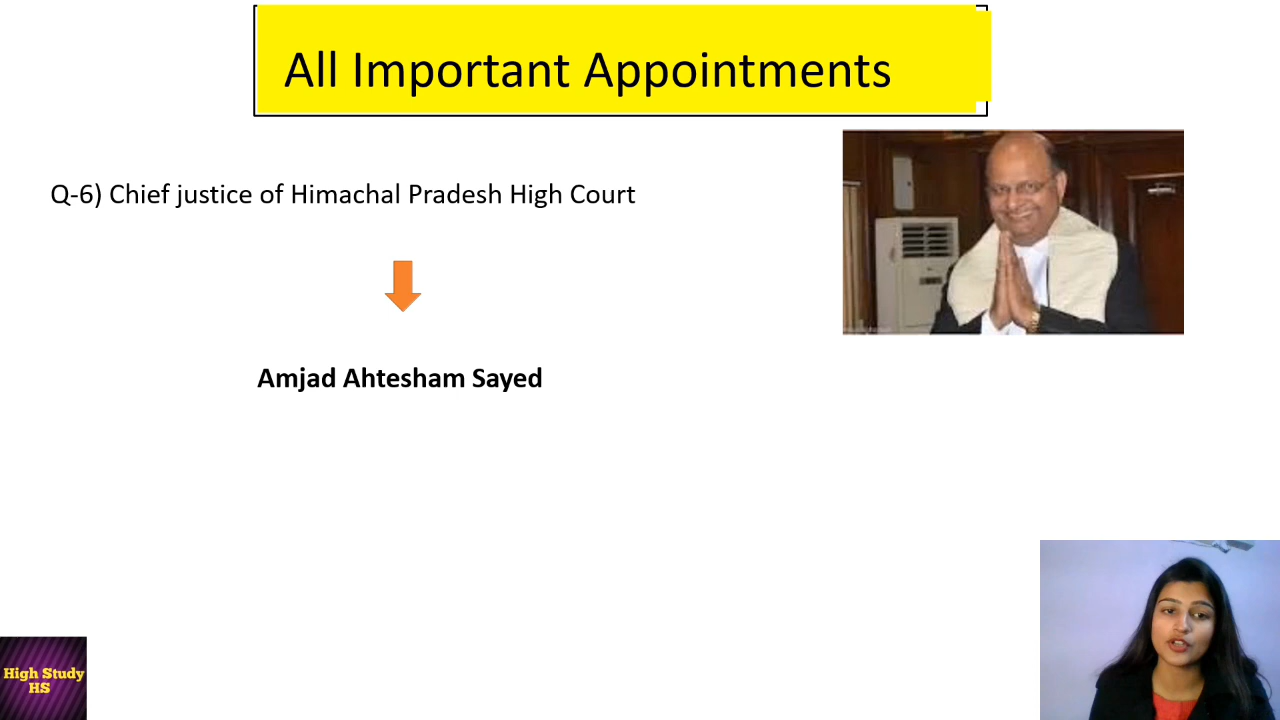 All Important Appointments
Q-6) Chief justice of Himachal Pradesh High Court
Amjad Ahtesham Sayed
High Study
HS